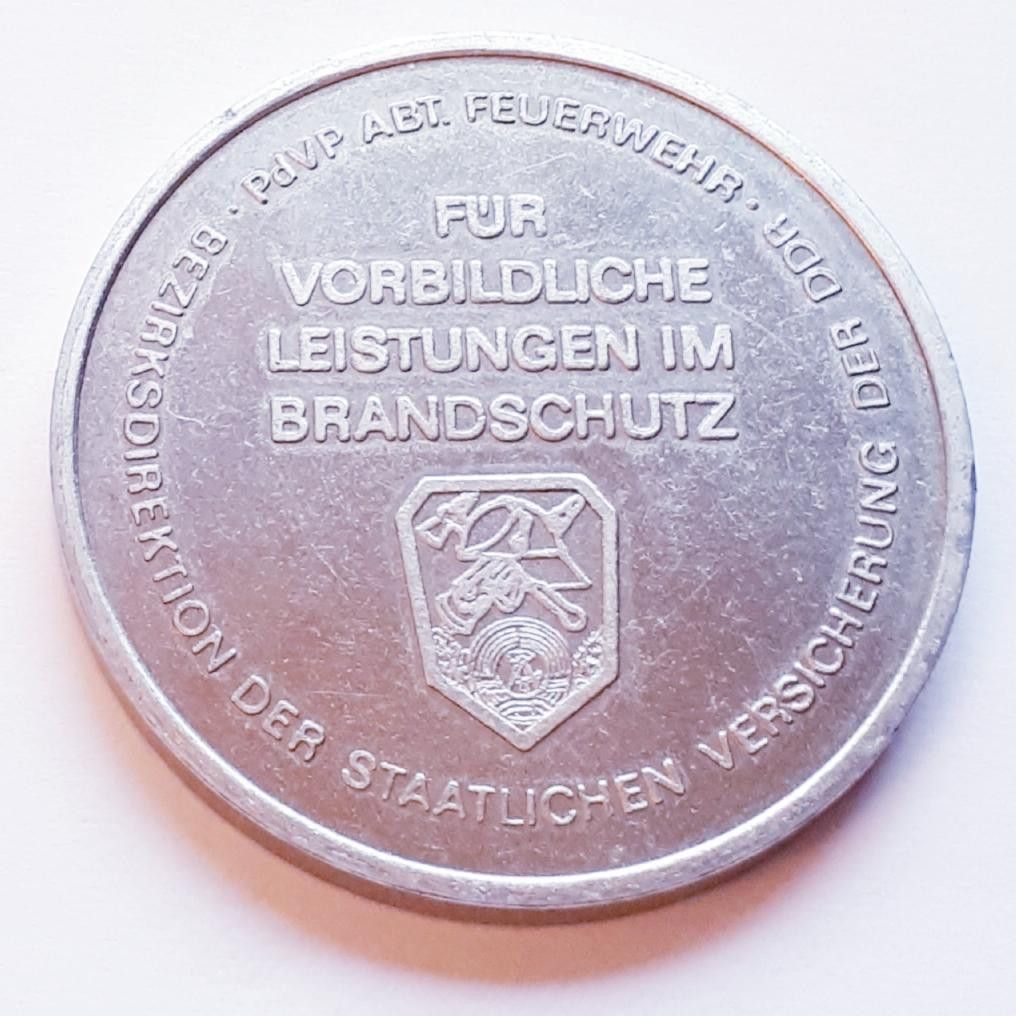 PdVP ABT. FEUERWEHR
FÜR
VORBILDLICHE
LEISTUNGEN IM
BRANDSCHUTZ
BEZIRKSDIREKTION DER STAATLICHEN VERSICHERUNG DER DDR